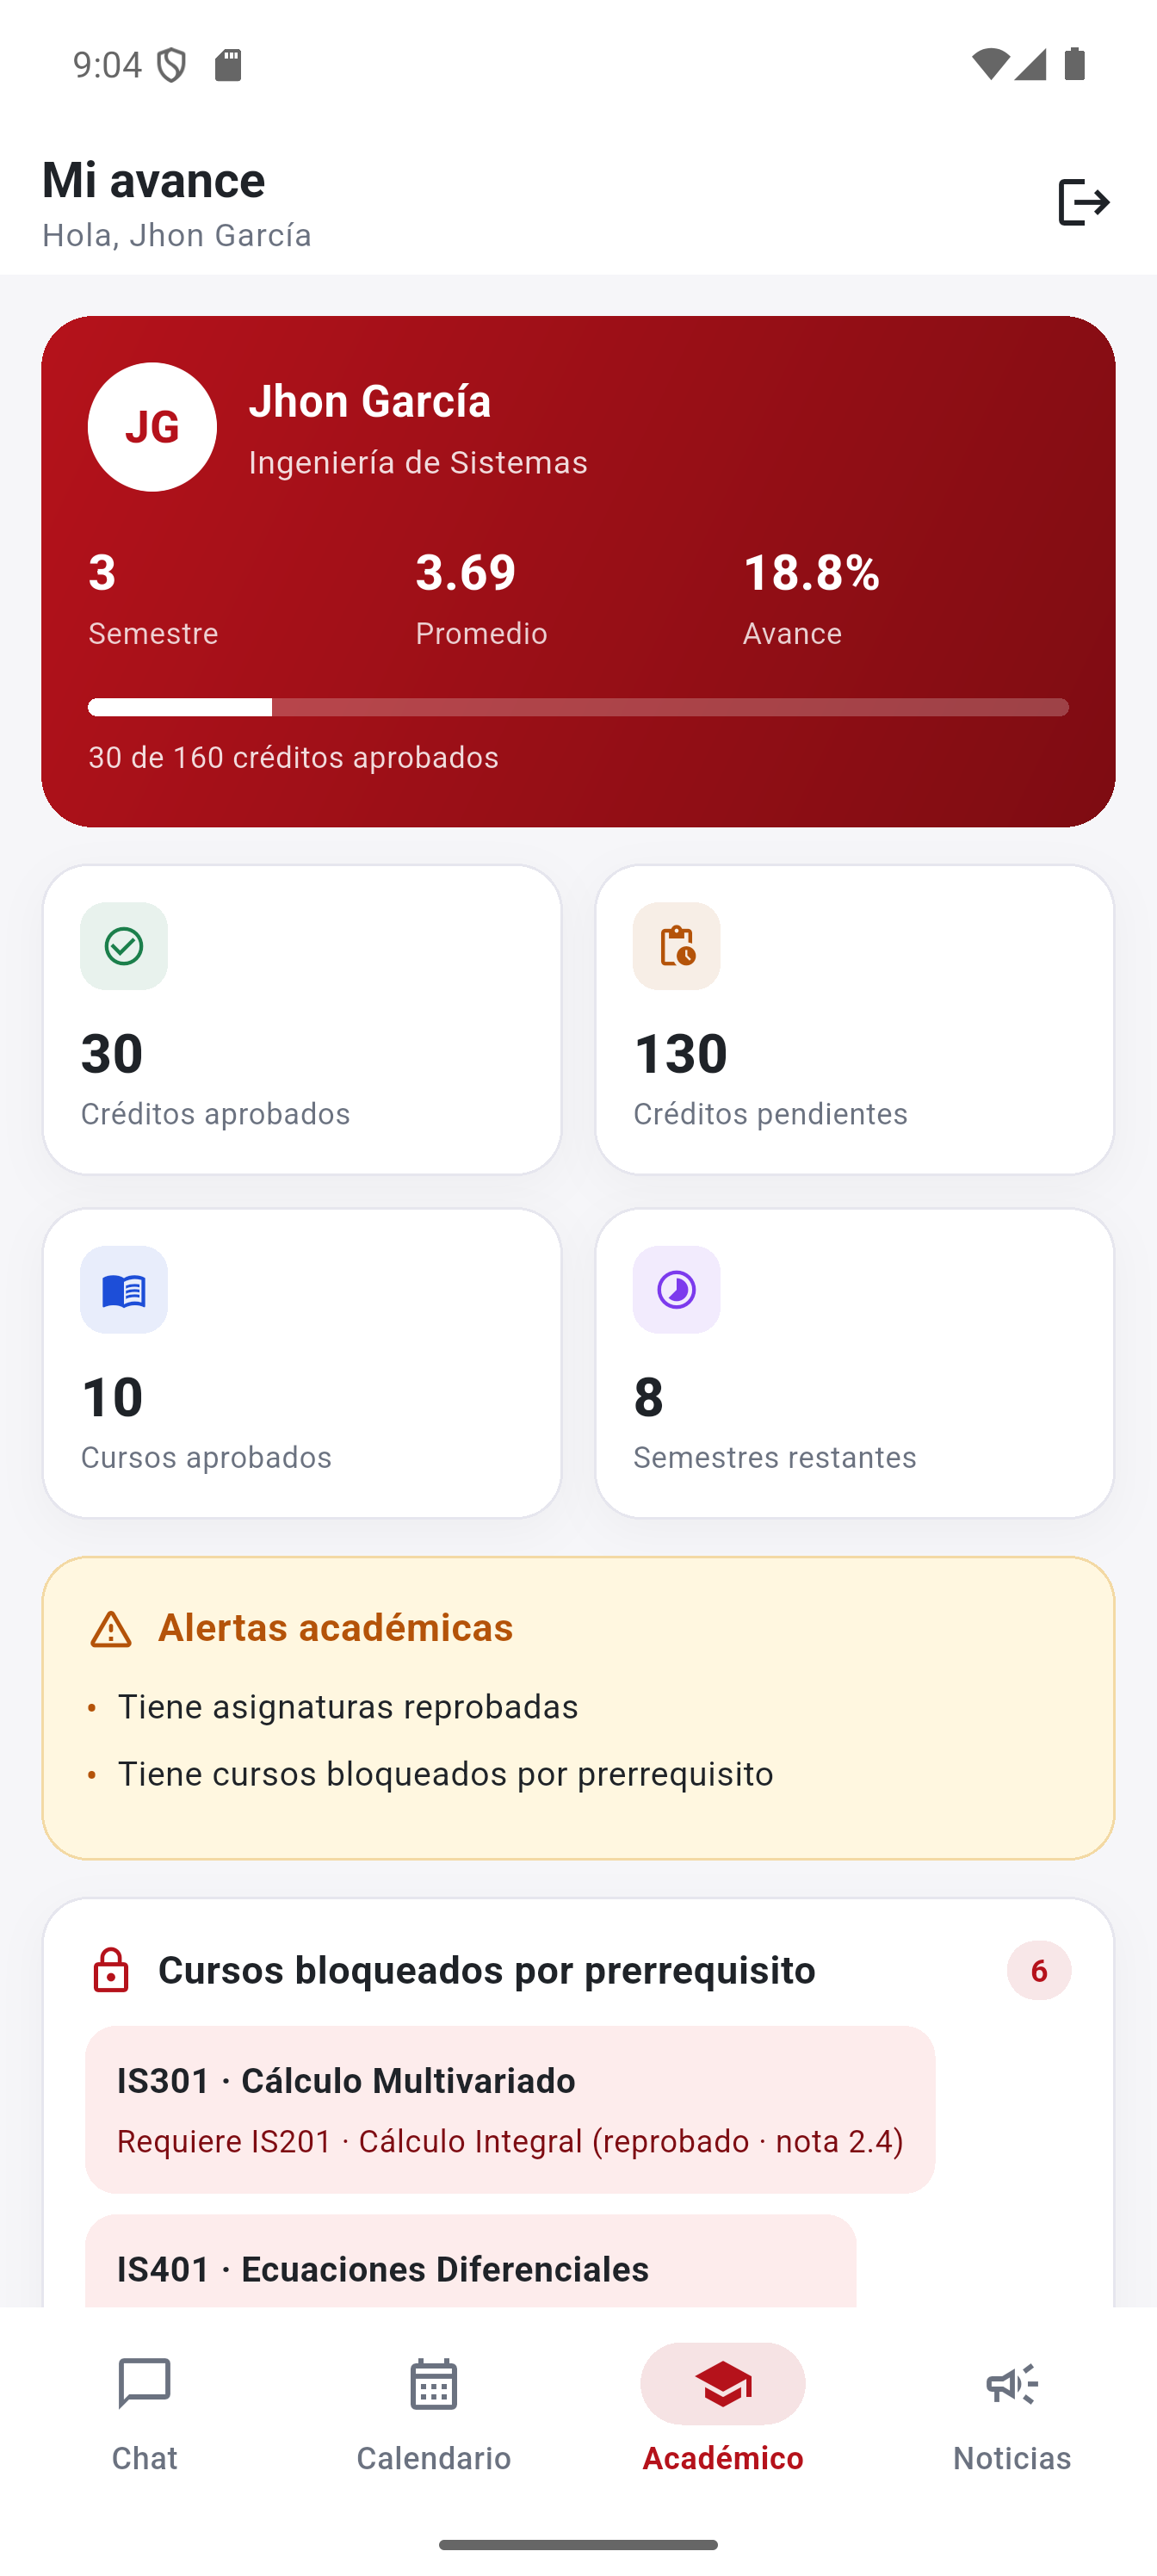 9:04
Mi avance
Hola, Jhon García
JG
Jhon García
Ingeniería de Sistemas
3
Semestre
3.69
Promedio
18.8%
Avance
30 de 160 créditos aprobados
30
Créditos aprobados
130
Créditos pendientes
10
Cursos aprobados
8
Semestres restantes
Alertas académicas
• Tiene asignaturas reprobadas
• Tiene cursos bloqueados por prerrequisito
Cursos bloqueados por prerrequisito
6
IS301 · Cálculo Multivariado
Requiere IS201 · Cálculo Integral (reprobado · nota 2.4)
IS401 · Ecuaciones Diferenciales
Chat
Calendario
Académico
Noticias